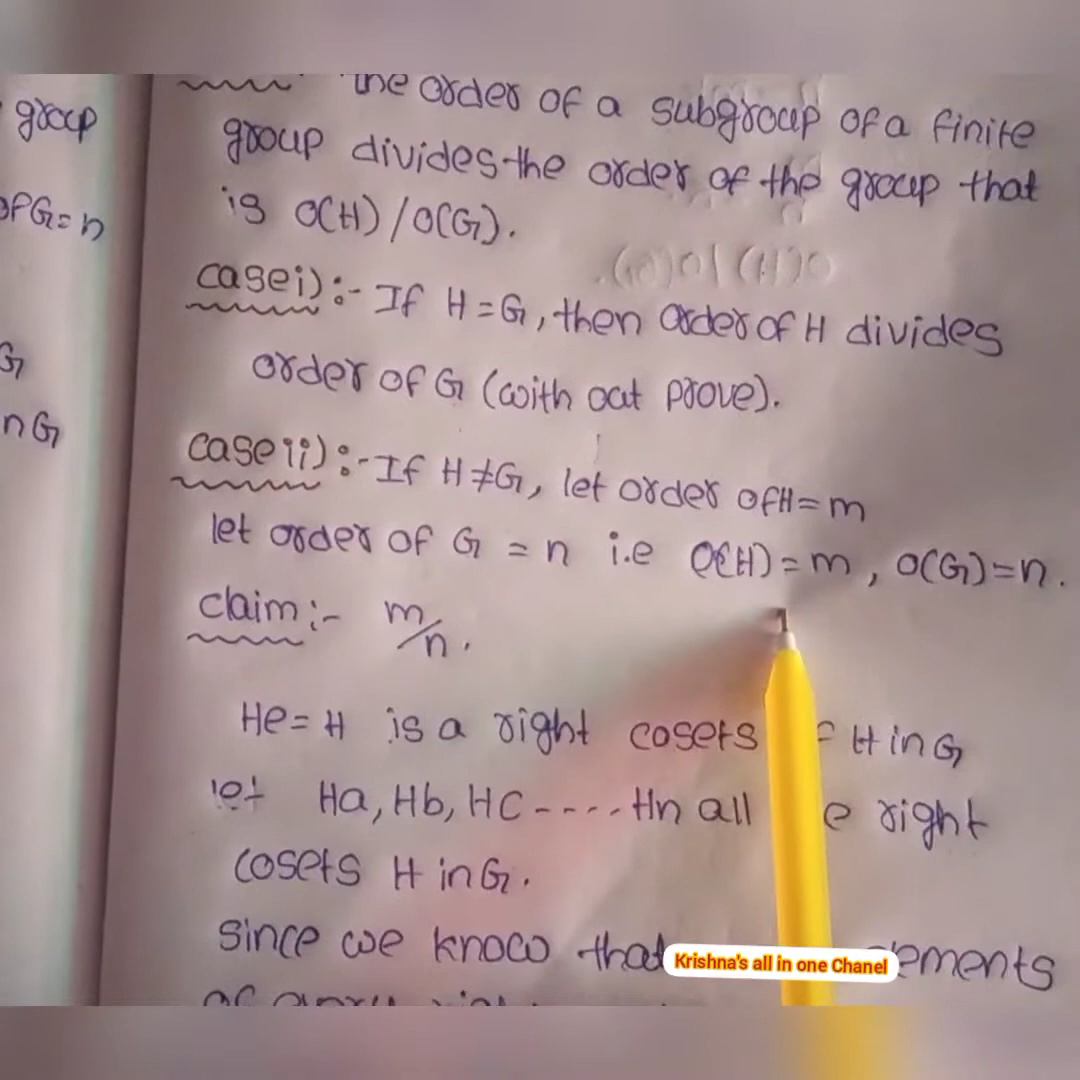 group
of G = n
G
n G
the order of a subgroup of a finite
group divides the order of the group that
is O(H) / O(G).
case i) :- If H = G, then order of H divides
order of G (with out prove).
case ii) :- If H ≠ G, let order of H = m
let order of G = n i.e O(H) = m, O(G) = n.
claim :- m/n.
He = H is a right cosets H in G
let Ha, Hb, Hc ---- Hn all right
cosets H in G.
since we know that
Krishna's all in one Chanel